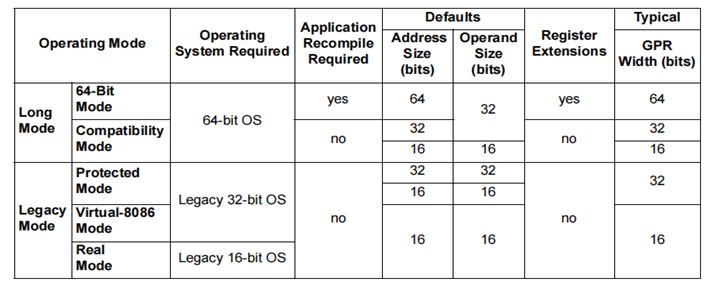 Operating Mode
Operating
System Required
Application
Recompile
Required
Defaults
Address
Size
(bits)
Operand
Size
(bits)
Register
Extensions
Typical
GPR
Width (bits)
Long
Mode
64-Bit
Mode
64-bit OS
yes
64
32
yes
64
Compatibility
Mode
no
32
no
32
16
16
16
Legacy
Mode
Protected
Mode
Legacy 32-bit OS
no
32
32
no
32
16
16
Virtual-8086
Mode
16
16
16
Real
Mode
Legacy 16-bit OS